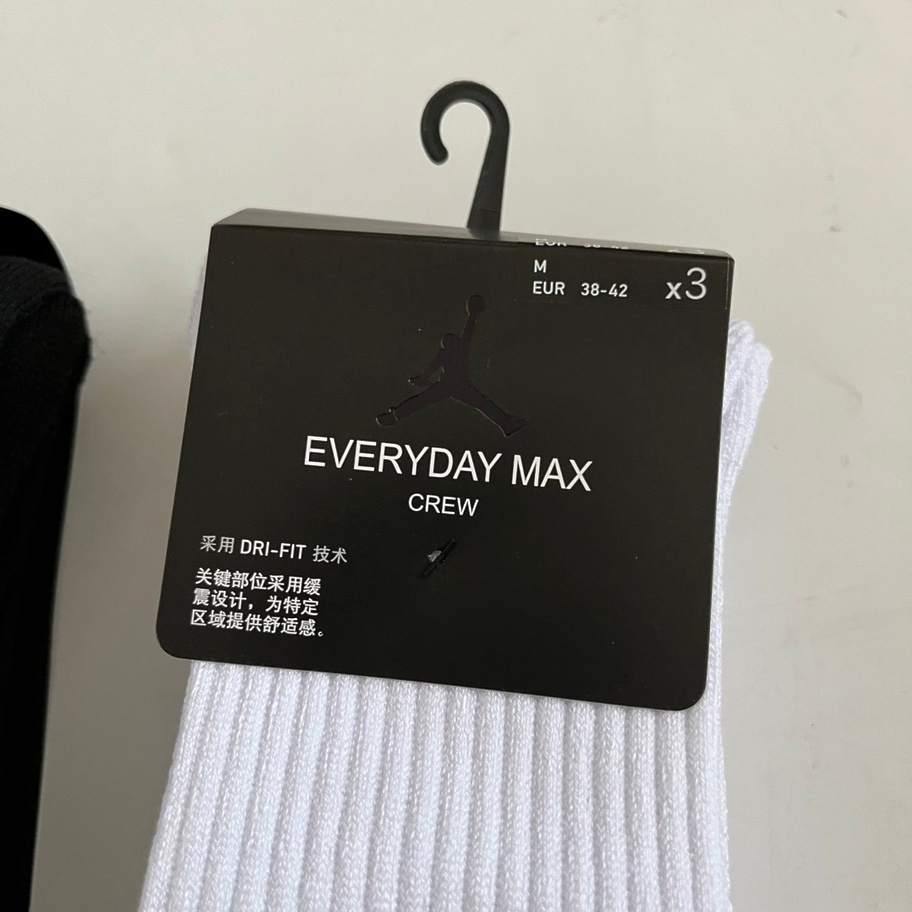 M
EUR 38-42 x3
EVERYDAY MAX
CREW
采用 DRI-FIT 技术
关键部位采用缓
震设计，为特定
区域提供舒适感。